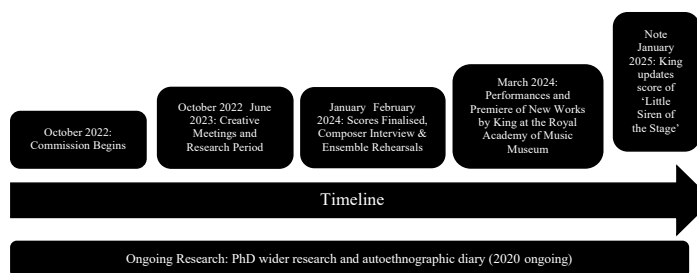 October 2022:
Commission Begins
October 2022 June
2023: Creative
Meetings and
Research Period
January February
2024: Scores Finalised,
Composer Interview &
Ensemble Rehearsals
March 2024:
Performances and
Premiere of New Works
by King at the Royal
Academy of Music
Museum
Note
January
2025: King
updates
score of
‘Little
Siren of
the Stage’
Timeline
Ongoing Research: PhD wider research and autoethnographic diary (2020 ongoing)